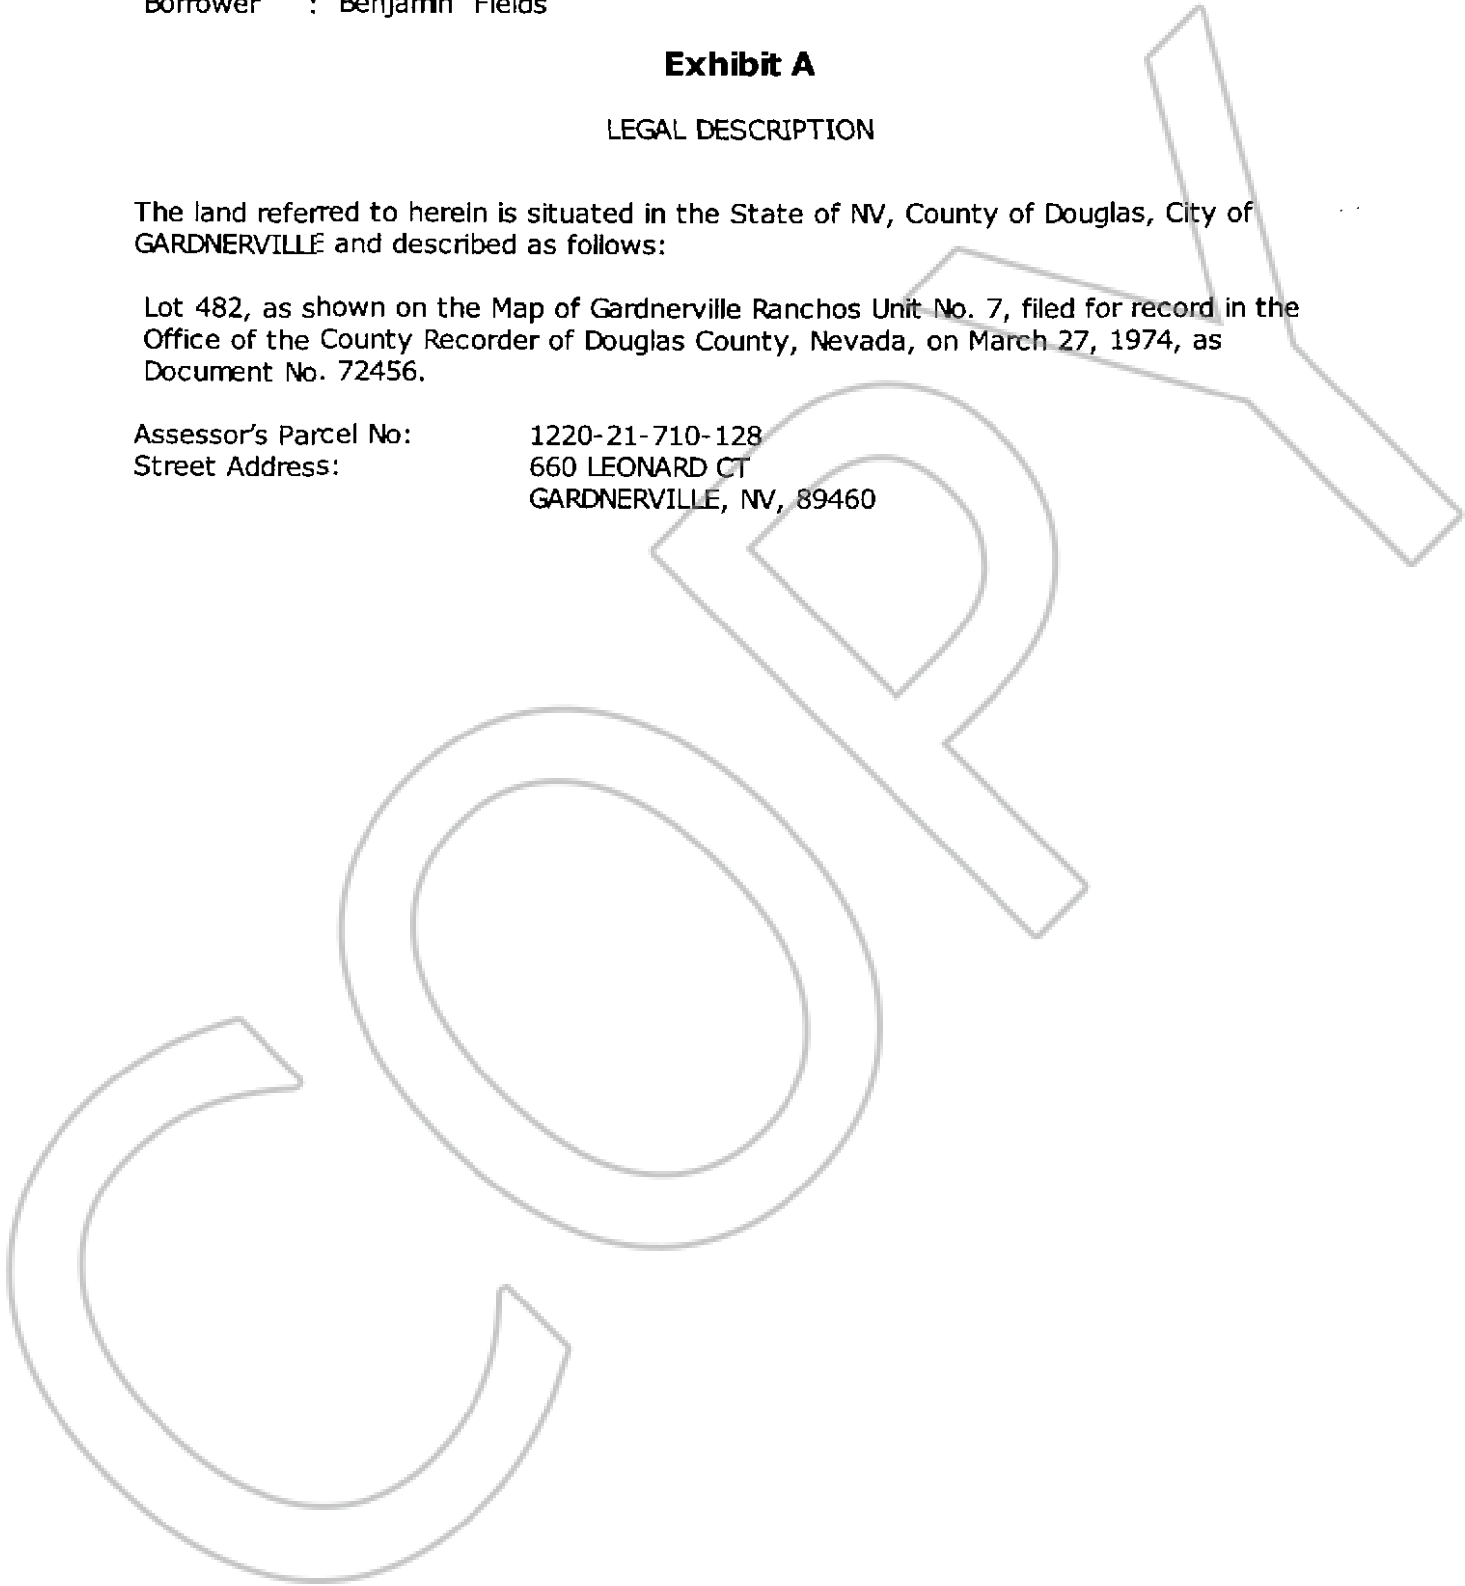 Borrower : Benjamin Fields
Exhibit A
LEGAL DESCRIPTION
The land referred to herein is situated in the State of NV, County of Douglas, City of
GARDNERVILLE and described as follows:
Lot 482, as shown on the Map of Gardnerville Ranchos Unit No. 7, filed for record in the
Office of the County Recorder of Douglas County, Nevada, on March 27, 1974, as
Document No. 72456.
Assessor's Parcel No: 1220-21-710-128
Street Address: 660 LEONARD CT
GARDNERVILLE, NV, 89460
COPY